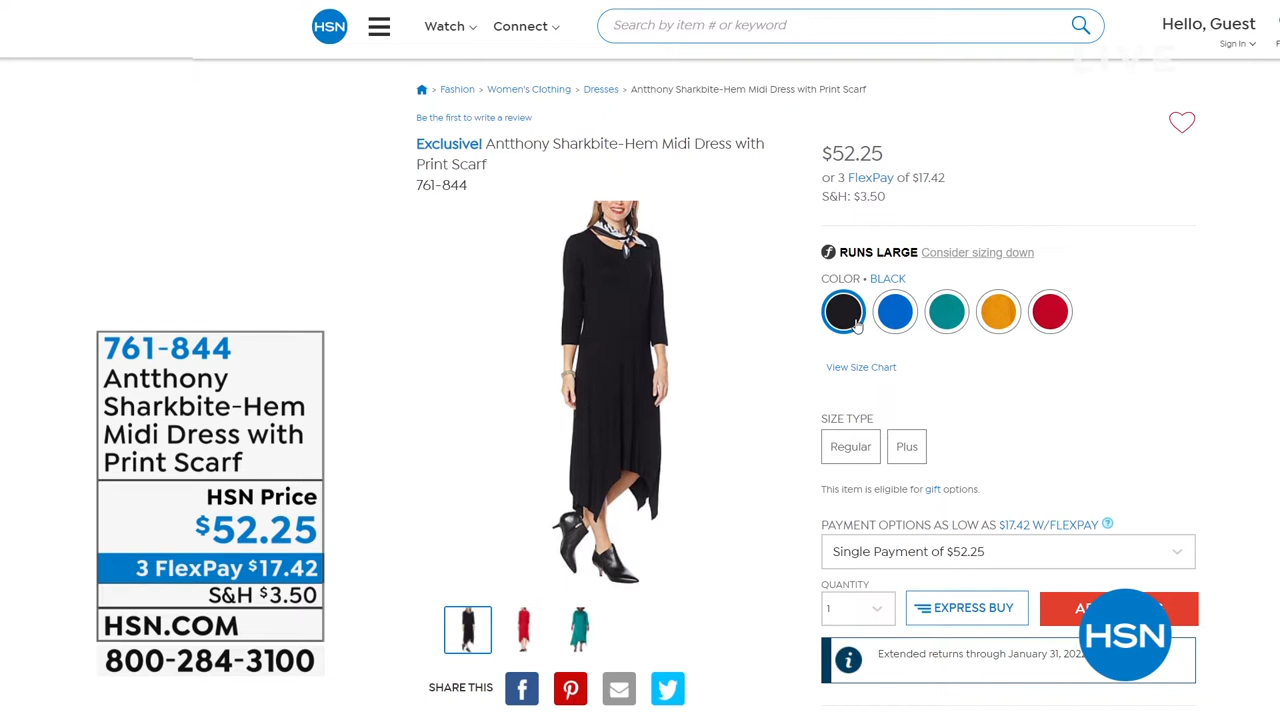 HSN
Watch
Connect
Search by item # or keyword
Hello, Guest
Sign In
LIVE
> Fashion > Women's Clothing > Dresses > Antthony Sharkbite-Hem Midi Dress with Print Scarf
Be the first to write a review
Exclusive! Antthony Sharkbite-Hem Midi Dress with
Print Scarf
761-844
$52.25
or 3 FlexPay of $17.42
S&H: $3.50
f RUNS LARGE Consider sizing down
COLOR • BLACK
View Size Chart
SIZE TYPE
Regular
Plus
This item is eligible for gift options.
PAYMENT OPTIONS AS LOW AS $17.42 W/FLEXPAY ?
Single Payment of $52.25
QUANTITY
1
EXPRESS BUY
HSN
Extended returns through January 31,
SHARE THIS
761-844
Antthony
Sharkbite-Hem
Midi Dress with
Print Scarf
HSN Price
$52.25
3 FlexPay $17.42
S&H $3.50
HSN.COM
800-284-3100